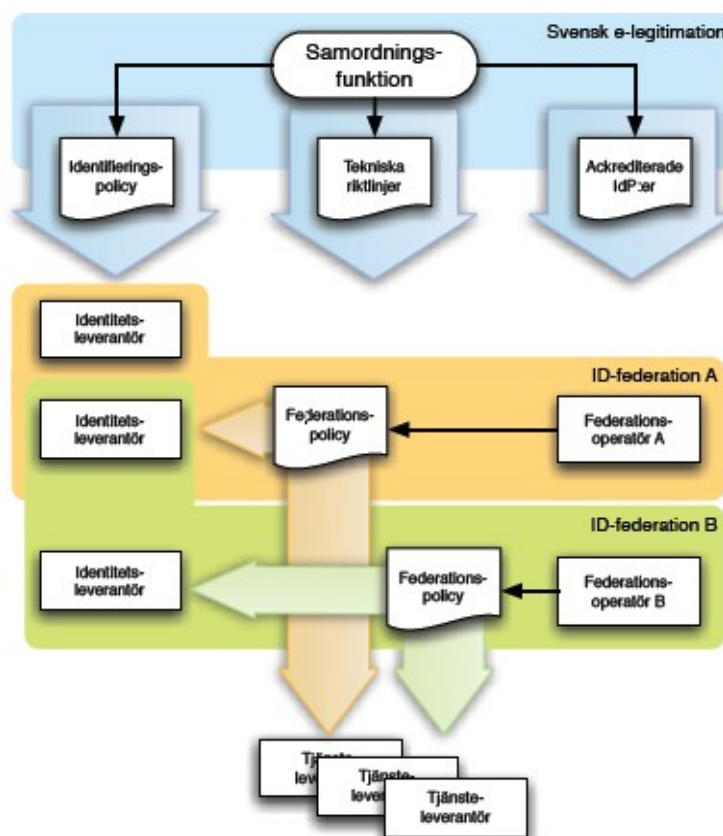 Svensk e-legitimation
Samordnings-
funktion
Identifierings-
policy
Tekniska
riktlinjer
Ackrediterade
IdP:er
Identitets-
leverantör
ID-federation A
Identitets-
leverantör
Federations-
policy
Federations-
operatör A
ID-federation B
Identitets-
leverantör
Federations-
policy
Federations-
operatör B
Tjänste-
leverantör